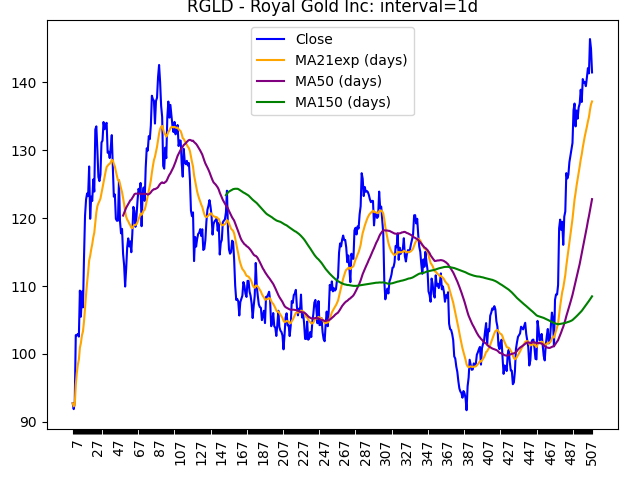 RGLD - Royal Gold Inc: interval=1d
Close
MA21exp (days)
MA50 (days)
MA150 (days)
140
130
120
110
100
90
7 27 47 67 87 107 127 147 167 187 207 227 247 267 287 307 327 347 367 387 407 427 447 467 487 507